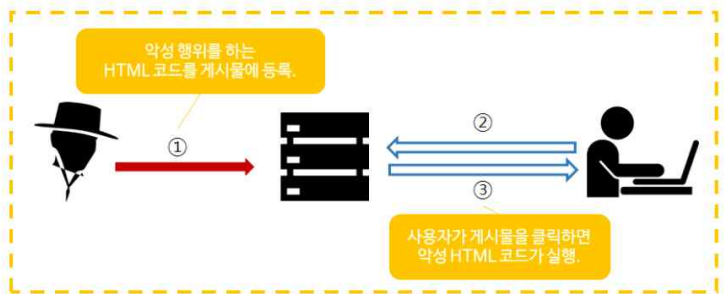 악성 행위를 하는
HTML 코드를 게시물에 등록.
①
②
③
사용자가 게시물을 클릭하면
악성 HTML 코드가 실행.